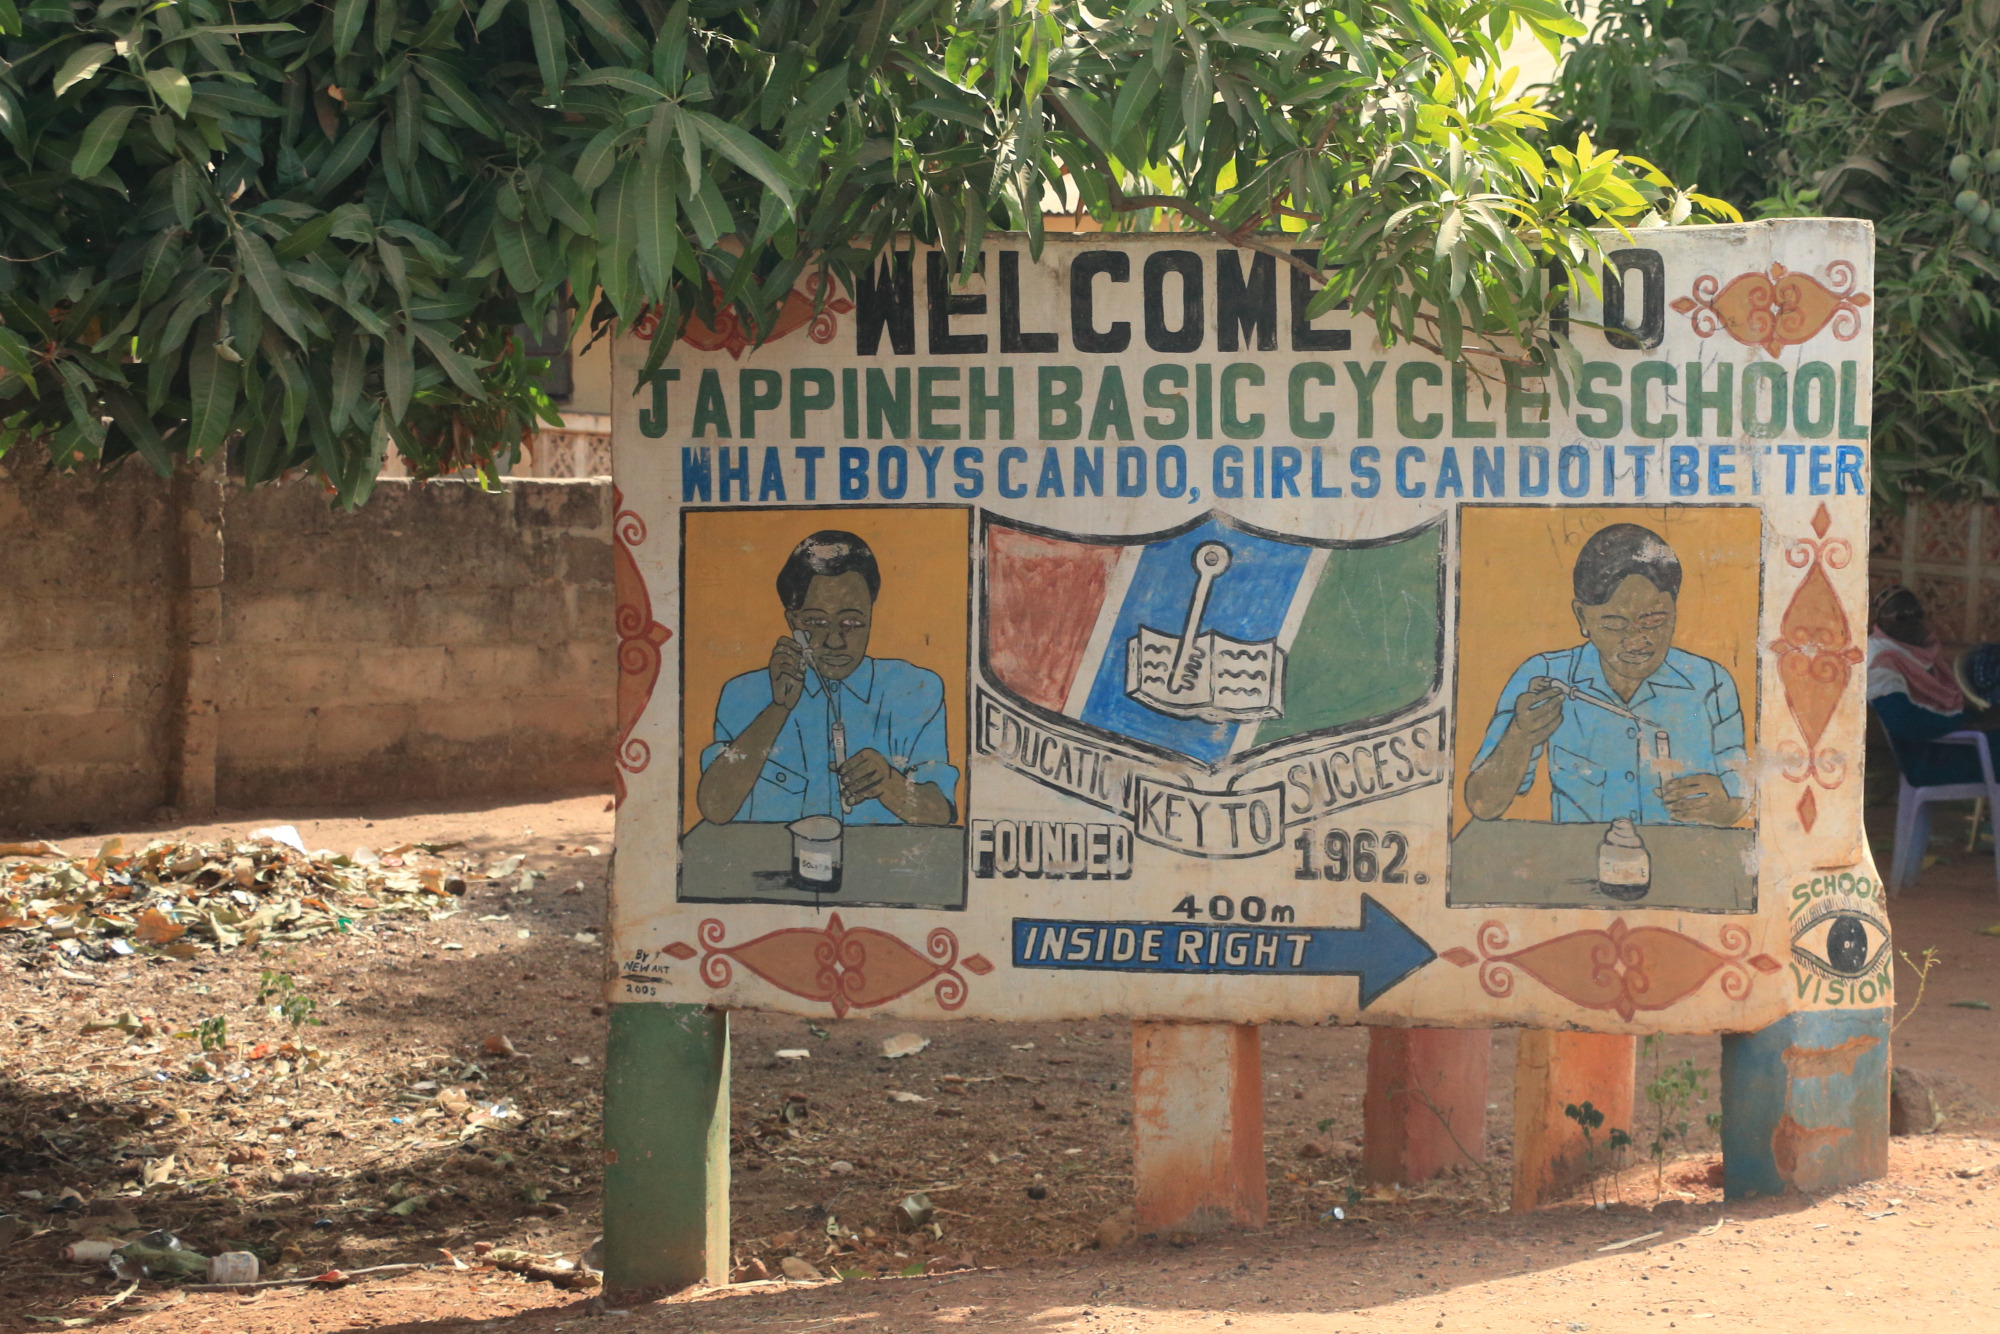 WELCOME TO
JAPPINEH BASIC CYCLE SCHOOL
WHAT BOYS CAN DO, GIRLS CAN DO IT BETTER
EDUCATION KEY TO SUCCESS
FOUNDED 1962.
400m
INSIDE RIGHT
BY
NEW ART
2005
SCHOOL
VISION